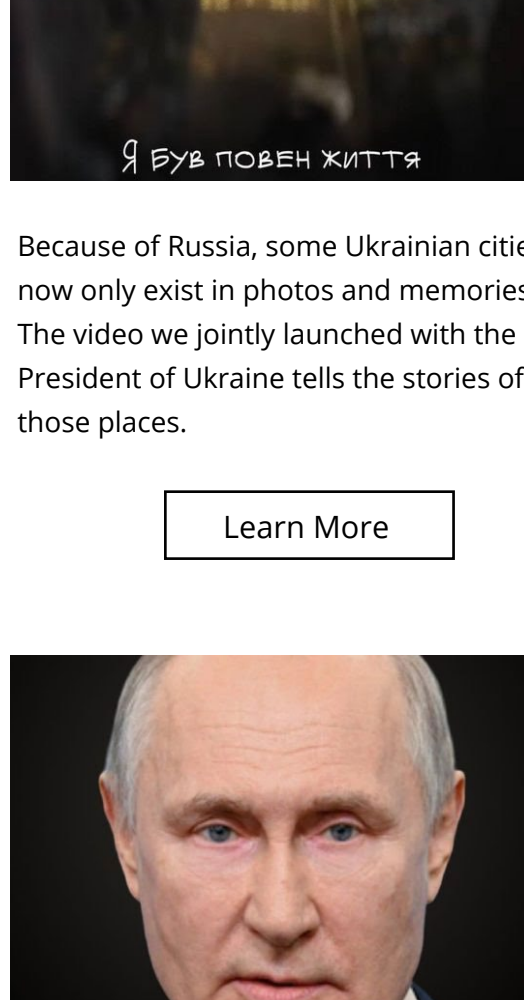 Я БУВ ПОВЕН ЖИТТЯ
Because of Russia, some Ukrainian citie
now only exist in photos and memories
The video we jointly launched with the
President of Ukraine tells the stories of
those places.
Learn More